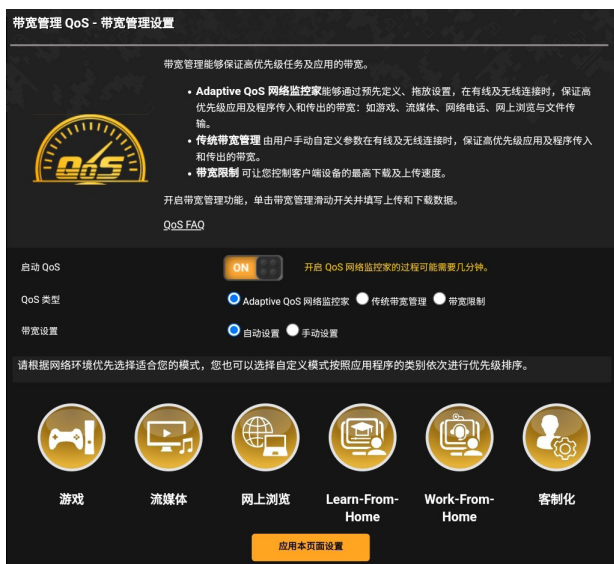 带宽管理 QoS - 带宽管理设置
带宽管理能够保证高优先级任务及应用的带宽。
• Adaptive QoS 网络监控家能够通过预先定义、拖放设置，在有线及无线连接时，保证高
优先级应用及程序传入和传出的带宽：如游戏、流媒体、网络电话、网上浏览与文件传
输。
• 传统带宽管理 由用户手动自定义参数在有线及无线连接时，保证高优先级应用及程序传入
和传出的带宽。
• 带宽限制 可让您控制客户端设备的最高下载及上传速度。
QoS
开启带宽管理功能，单击带宽管理滑动开关并填写上传和下载数据。
QoS FAQ
启动 QoS ON 开启 QoS 网络监控家的过程可能需要几分钟。
QoS 类型 Adaptive QoS 网络监控家 传统带宽管理 带宽限制
带宽设置 自动设置 手动设置
请根据网络环境优先选择适合您的模式，您也可以选择自定义模式按照应用程序的类别依次进行优先级排序。
游戏 流媒体 网上浏览 Learn-From- Work-From- 客制化
Home Home
应用本页面设置